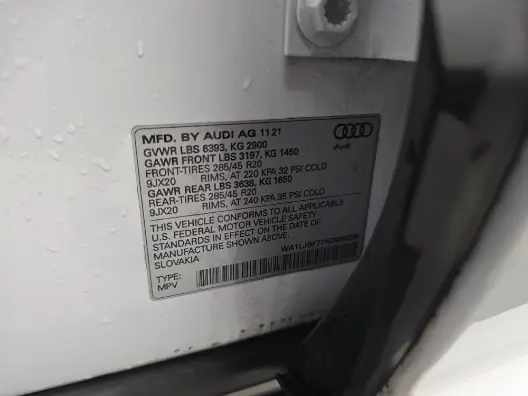 MFD. BY AUDI AG 11 21
GVWR LBS 6393, KG 2900
GAWR FRONT LBS 3197, KG 1450
FRONT-TIRES 285/45 R20
9JX20 RIMS, AT 220 KPA 32 PSI COLD
GAWR REAR LBS 3638, KG 1650
REAR-TIRES 285/45 R20
9JX20 RIMS, AT 240 KPA 35 PSI COLD
Audi
THIS VEHICLE CONFORMS TO ALL APPLICABLE
U.S. FEDERAL MOTOR VEHICLE SAFETY
STANDARDS IN EFFECT ON THE DATE OF
MANUFACTURE SHOWN ABOVE.
SLOVAKIA
TYPE:
MPV